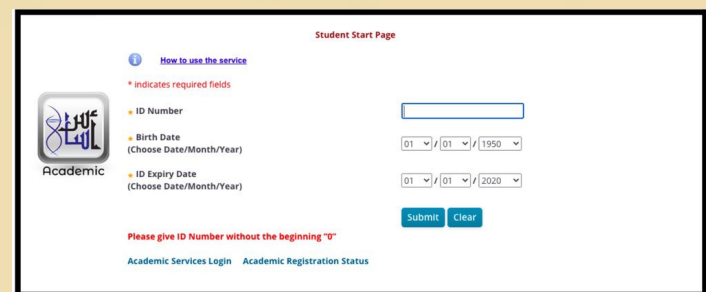 Student Start Page
How to use the service
* indicates required fields
* ID Number
* Birth Date
(Choose Date/Month/Year)
01 / 01 / 1950
* ID Expiry Date
(Choose Date/Month/Year)
01 / 01 / 2020
Academic
Submit Clear
Please give ID Number without the beginning "0"
Academic Services Login Academic Registration Status